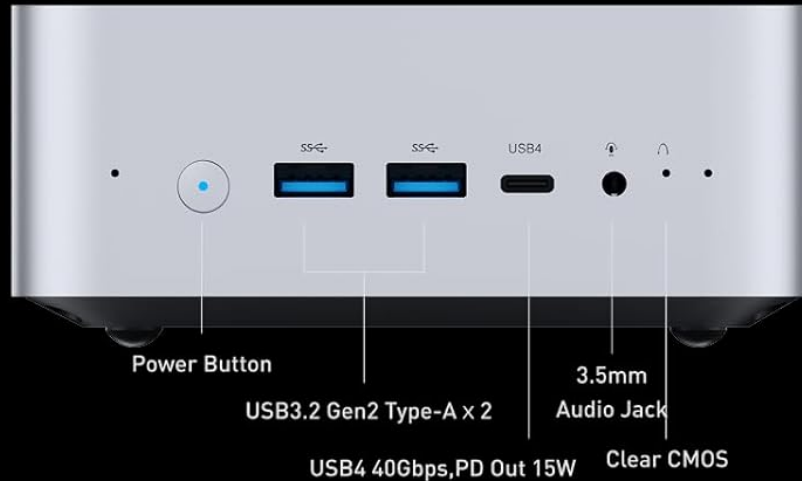 SS
SS
USB4
Power Button
USB3.2 Gen2 Type-A x 2
USB4 40Gbps,PD Out 15W
3.5mm
Audio Jack
Clear CMOS